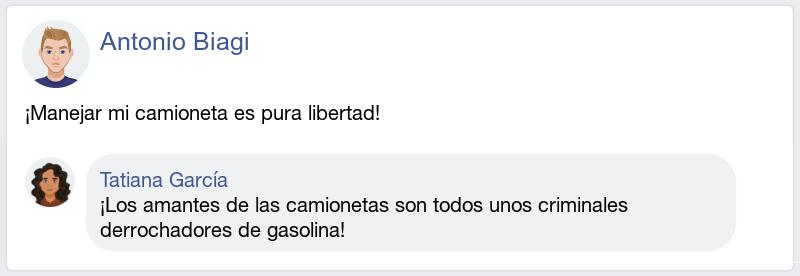 Antonio Biagi
¡Manejar mi camioneta es pura libertad!
Tatiana García
¡Los amantes de las camionetas son todos unos criminales
derrochadores de gasolina!